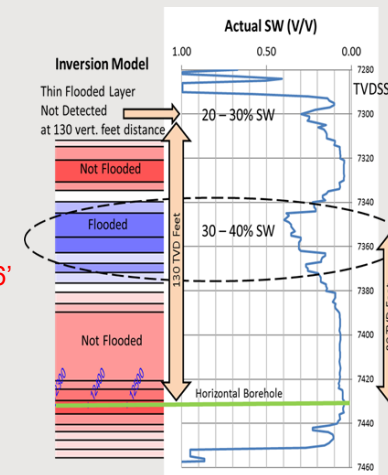 Actual SW (V/V)
1.00
0.50
0.00
Inversion Model
Thin Flooded Layer
Not Detected
at 130 vert. feet distance
7280
TVDSS
7300
20 – 30% SW
7320
Not Flooded
7340
Flooded
30 – 40% SW
7360
6'
130 TVD Feet
7380
7400
Not Flooded
7420
Horizontal Borehole
7440
7460